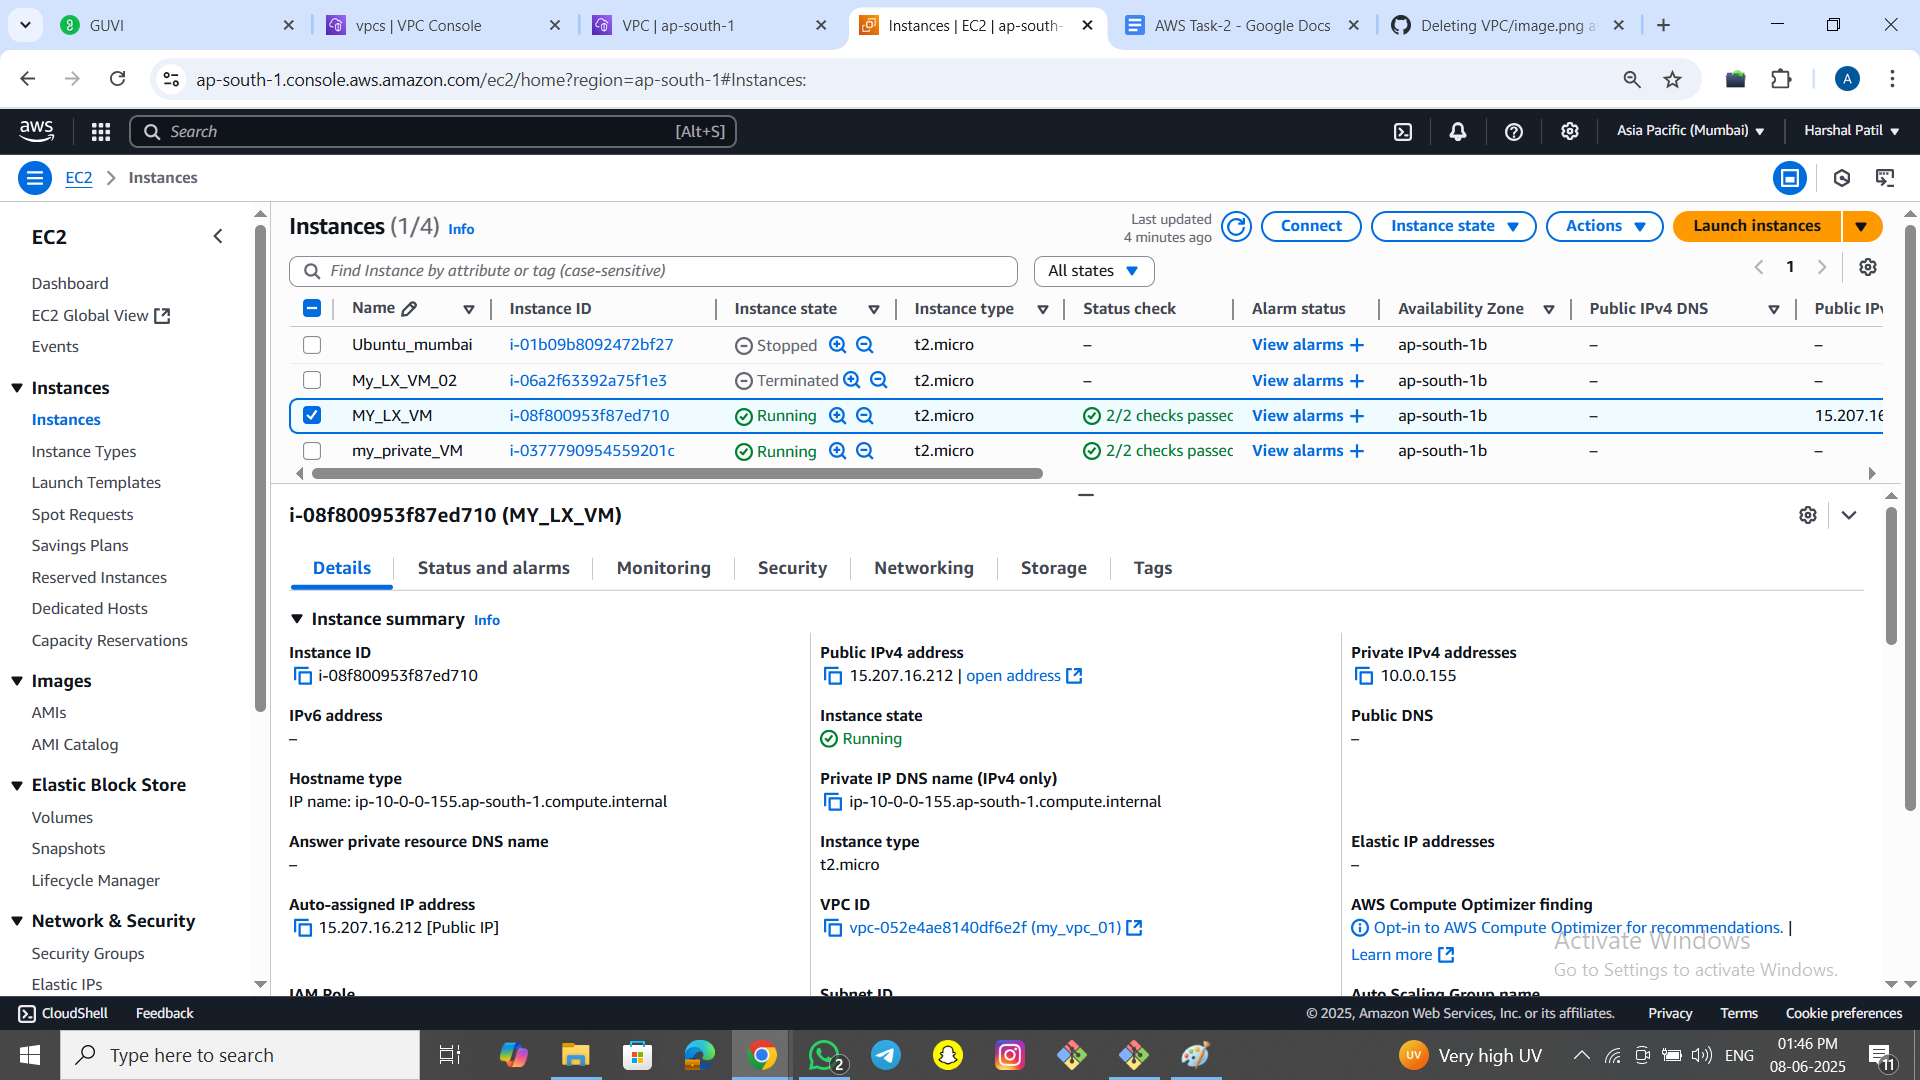 GUVI
vpcs | VPC Console
VPC | ap-south-1
Instances | EC2 | ap-south-
AWS Task-2 - Google Docs
Deleting VPC/image.png a
ap-south-1.console.aws.amazon.com/ec2/home?region=ap-south-1#Instances:
A
aws
Search
[Alt+S]
Asia Pacific (Mumbai)
Harshal Patil
EC2
Instances
EC2
Dashboard
EC2 Global View
Events
Instances
Instances
Instance Types
Launch Templates
Spot Requests
Savings Plans
Reserved Instances
Dedicated Hosts
Capacity Reservations
Images
AMIs
AMI Catalog
Elastic Block Store
Volumes
Snapshots
Lifecycle Manager
Network & Security
Security Groups
Elastic IPs
Instances (1/4) Info
Last updated
4 minutes ago
Connect
Instance state
Actions
Launch instances
Find Instance by attribute or tag (case-sensitive)
All states
1
Name Instance ID Instance state Instance type Status check Alarm status Availability Zone Public IPv4 DNS Public IPv
Ubuntu_mumbai i-01b09b8092472bf27 Stopped t2.micro – View alarms + ap-south-1b – –
My_LX_VM_02 i-06a2f63392a75f1e3 Terminated t2.micro – View alarms + ap-south-1b – –
MY_LX_VM i-08f800953f87ed710 Running t2.micro 2/2 checks passed View alarms + ap-south-1b – 15.207.16
my_private_VM i-0377790954559201c Running t2.micro 2/2 checks passed View alarms + ap-south-1b – –
i-08f800953f87ed710 (MY_LX_VM)
Details
Status and alarms
Monitoring
Security
Networking
Storage
Tags
Instance summary Info
Instance ID
i-08f800953f87ed710
Public IPv4 address
15.207.16.212 | open address
Private IPv4 addresses
10.0.0.155
IPv6 address
–
Instance state
Running
Public DNS
–
Hostname type
IP name: ip-10-0-0-155.ap-south-1.compute.internal
Private IP DNS name (IPv4 only)
ip-10-0-0-155.ap-south-1.compute.internal
Answer private resource DNS name
–
Instance type
t2.micro
Elastic IP addresses
–
Auto-assigned IP address
15.207.16.212 [Public IP]
VPC ID
vpc-052e4ae8140df6e2f (my_vpc_01)
AWS Compute Optimizer finding
Opt-in to AWS Compute Optimizer for recommendations. |
Learn more
IAM Role
Subnet ID
Auto Scaling Group name
Activate Windows
Go to Settings to activate Windows.
CloudShell
Feedback
© 2025, Amazon Web Services, Inc. or its affiliates.
Privacy
Terms
Cookie preferences
Type here to search
2
UV
Very high UV
ENG
01:46 PM
08-06-2025
11